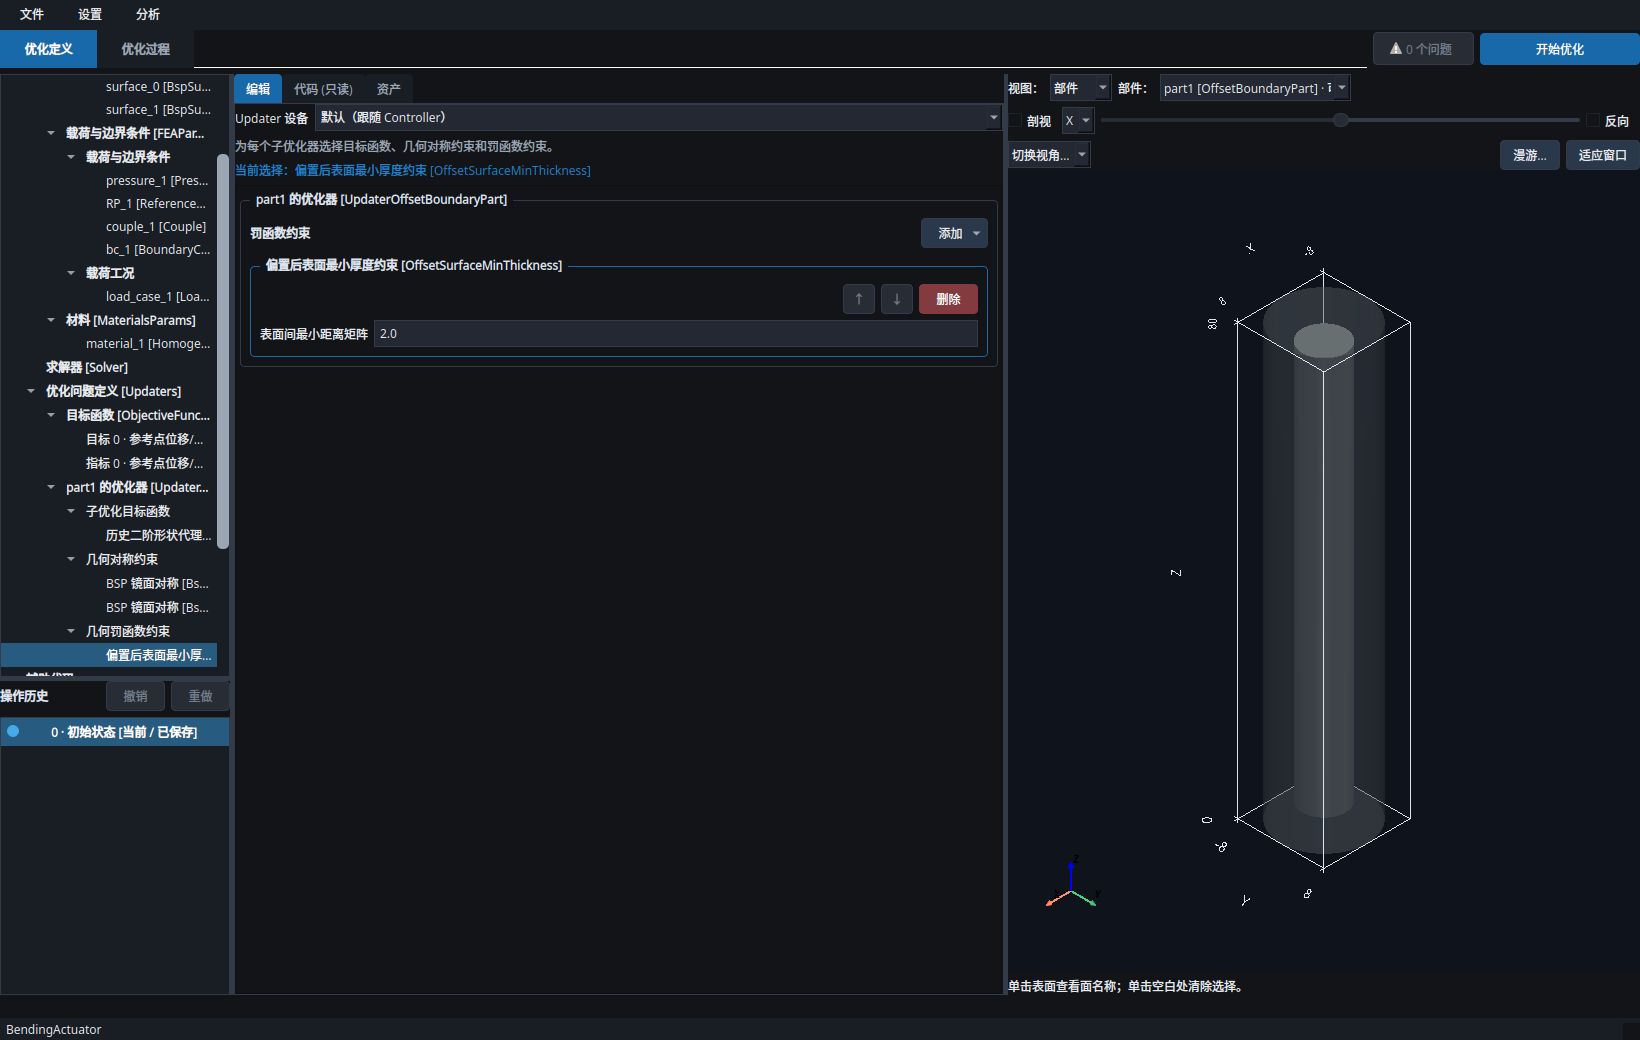 文件 设置 分析
优化定义 优化过程
0 个问题 开始优化
surface_0 [BspSu...
surface_1 [BspSu...
载荷与边界条件 [FEAPar...
载荷与边界条件
pressure_1 [Pres...
RP_1 [Reference...
couple_1 [Couple]
bc_1 [BoundaryC...
载荷工况
load_case_1 [Loa...
材料 [MaterialsParams]
material_1 [Homoge...
求解器 [Solver]
优化问题定义 [Updaters]
目标函数 [ObjectiveFunc...
目标 0 · 参考点位移/...
指标 0 · 参考点位移/...
part1 的优化器 [Updater...
子优化目标函数
历史二阶形状代理...
几何对称约束
BSP 镜面对称 [Bs...
BSP 镜面对称 [Bs...
几何罚函数约束
偏置后表面最小厚...
操作历史 撤销 重做
0 · 初始状态 [当前 / 已保存]
编辑 代码 (只读) 资产
Updater 设备 默认（跟随 Controller）
为每个子优化器选择目标函数、几何对称约束和罚函数约束。
当前选择：偏置后表面最小厚度约束 [OffsetSurfaceMinThickness]
part1 的优化器 [UpdaterOffsetBoundaryPart]
罚函数约束 添加
偏置后表面最小厚度约束 [OffsetSurfaceMinThickness]
↑ ↓ 删除
表面间最小距离矩阵 2.0
视图： 部件 部件： part1 [OffsetBoundaryPart] ·
剖视 X 反向
切换视角... 漫游... 适应窗口
80
Z
0
Z
单击表面查看面名称；单击空白处清除选择。
BendingActuator